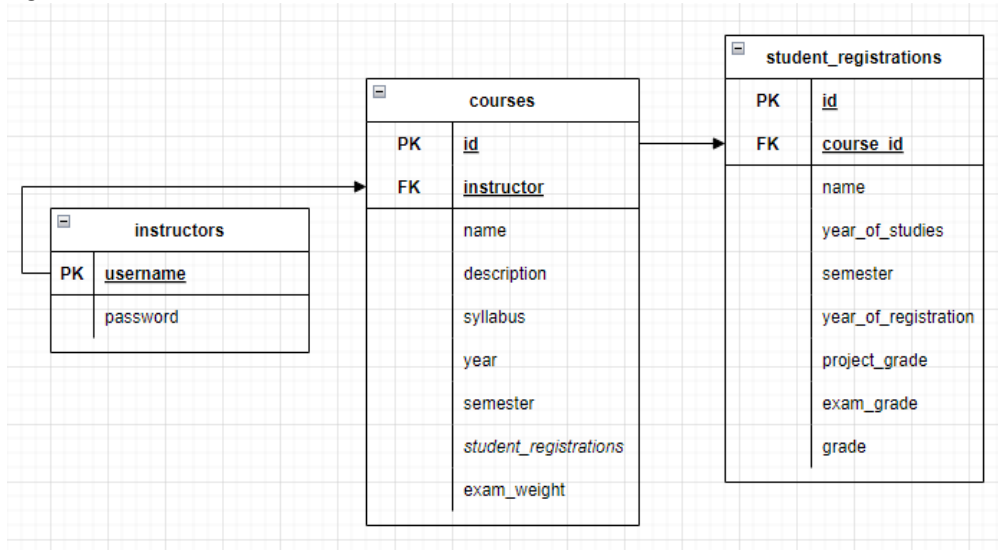 student_registrations
PK id
FK course_id
name
year_of_studies
semester
year_of_registration
project_grade
exam_grade
grade
courses
PK id
FK instructor
name
description
syllabus
year
semester
student_registrations
exam_weight
instructors
PK username
password